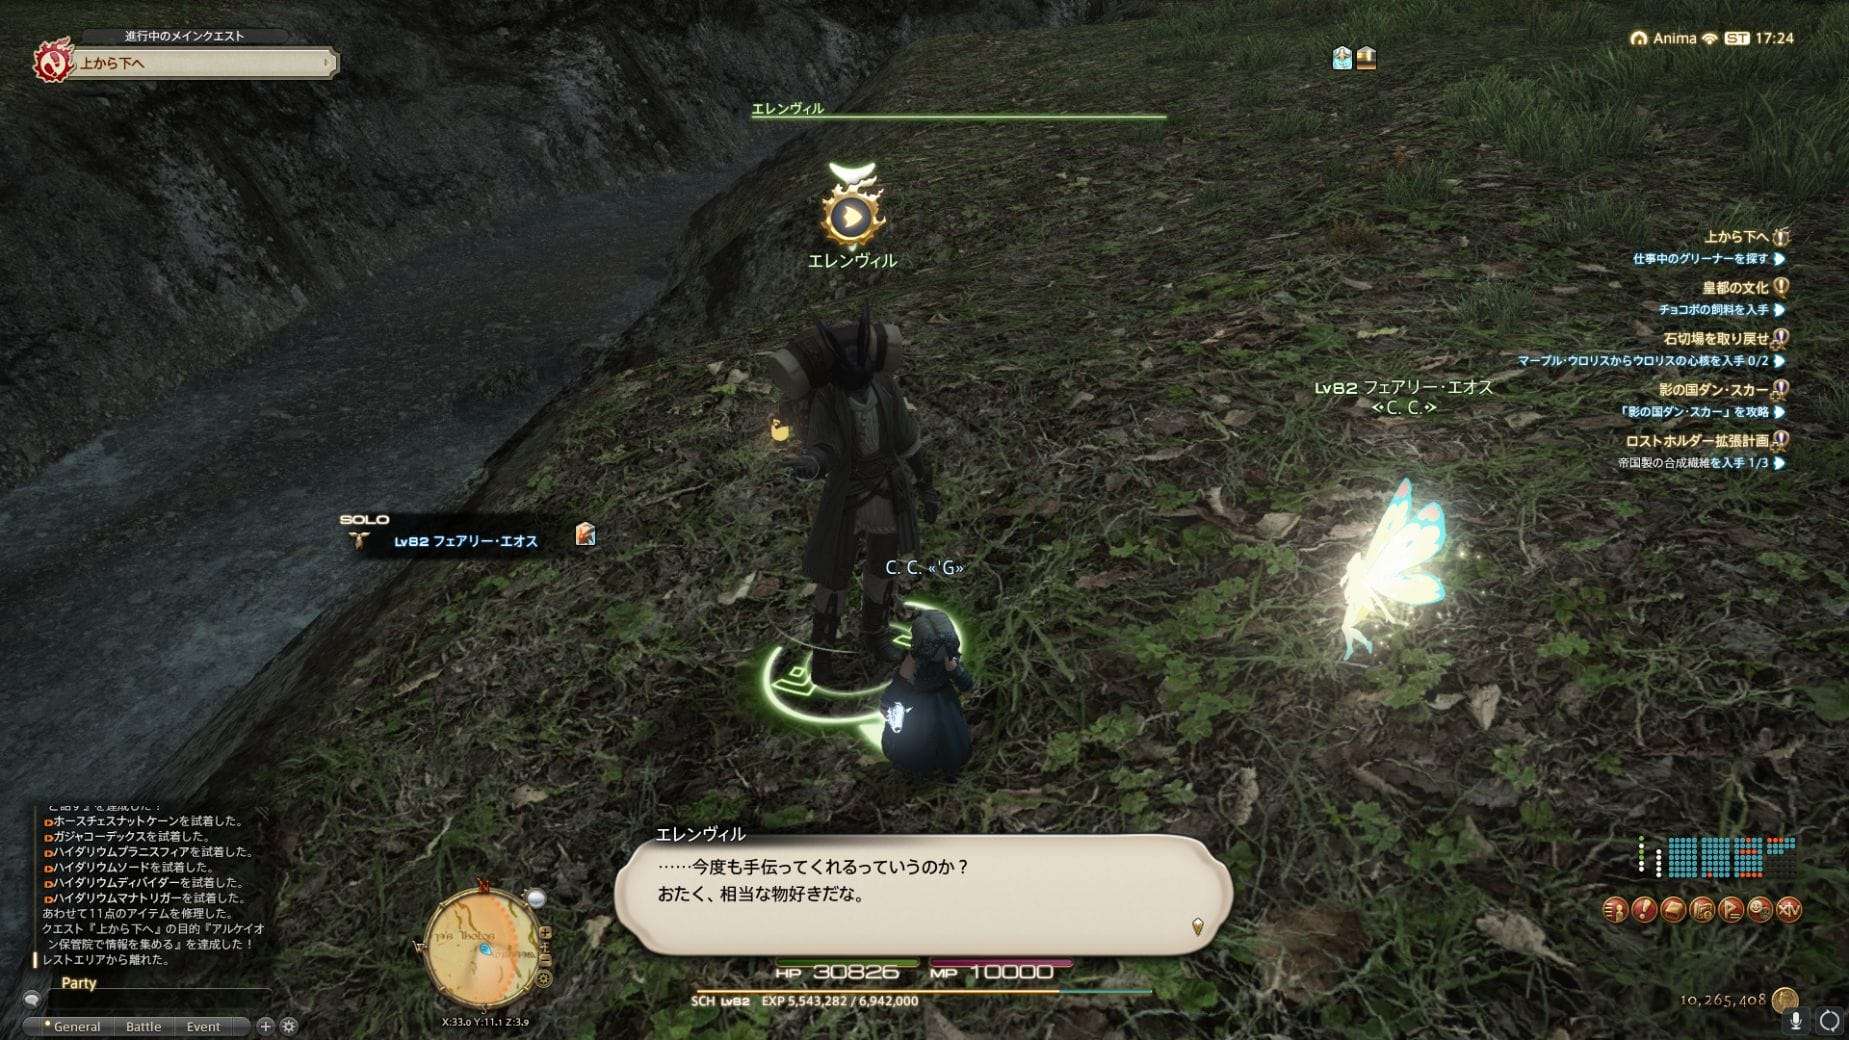 進行中のメインクエスト
上から下へ
Anima ST 17:24
エレンヴィル
エレンヴィル
上から下へ
仕事中のグリーナーを探す
皇都の文化
チョコボの飼料を入手
石切場を取り戻せ
マーブル・ウロリスからウロリスの心核を入手 0/2
影の国ダン・スカー
「影の国ダン・スカー」を攻略
ロストホルダー拡張計画
帝国製の合成繊維を入手 1/3
Lv82 フェアリー・エオス
«C. C.»
SOLO
Lv82 フェアリー・エオス
C. C. «'G»
ホースチェスナットケーンを試着した。
ガジャコーデックスを試着した。
ハイダリウムプラニスフィアを試着した。
ハイダリウムソードを試着した。
ハイダリウムディバイダーを試着した。
ハイダリウムマナトリガーを試着した。
あわせて11点のアイテムを修理した。
クエスト『上から下へ』の目的『アルケイオ
ン保管院で情報を集める』を達成した！
レストエリアから離れた。
Party
General Battle Event
X:33.0 Y:11.1 Z:3.9
エレンヴィル
……今度も手伝ってくれるっていうのか？
おたく、相当な物好きだな。
HP 30826 MP 10000
SCH Lv82 EXP 5,543,282 / 6,942,000
10,265,408